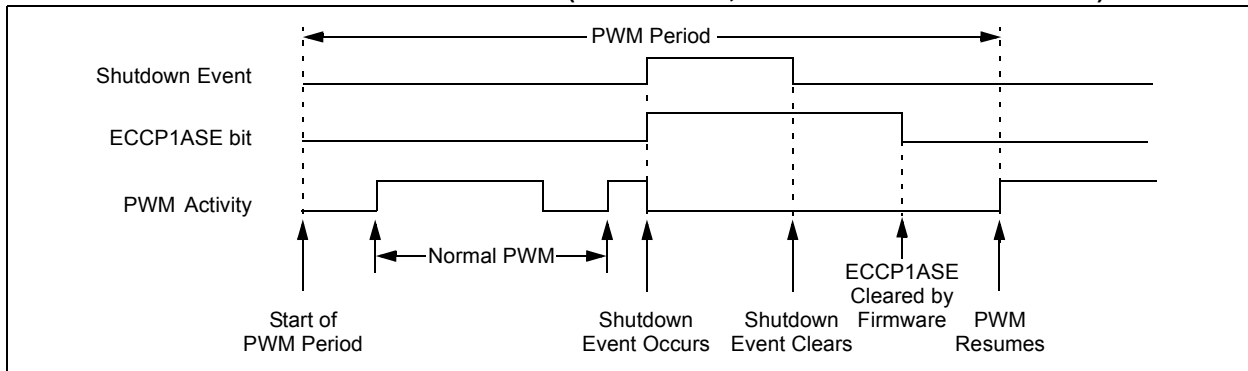 PWM Period
Shutdown Event
ECCP1ASE bit
PWM Activity
Normal PWM
Start of
PWM Period
Shutdown
Event Occurs
Shutdown
Event Clears
ECCP1ASE
Cleared by
Firmware
PWM
Resumes